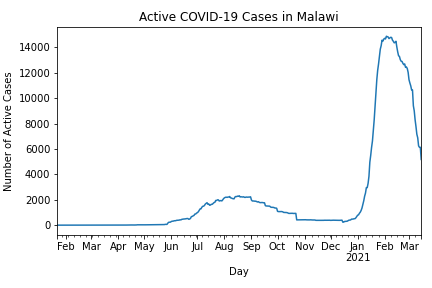 Active COVID-19 Cases in Malawi
Number of Active Cases
14000
12000
10000
8000
6000
4000
2000
0
Feb Mar Apr May Jun Jul Aug Sep Oct Nov Dec Jan Feb Mar
2021
Day